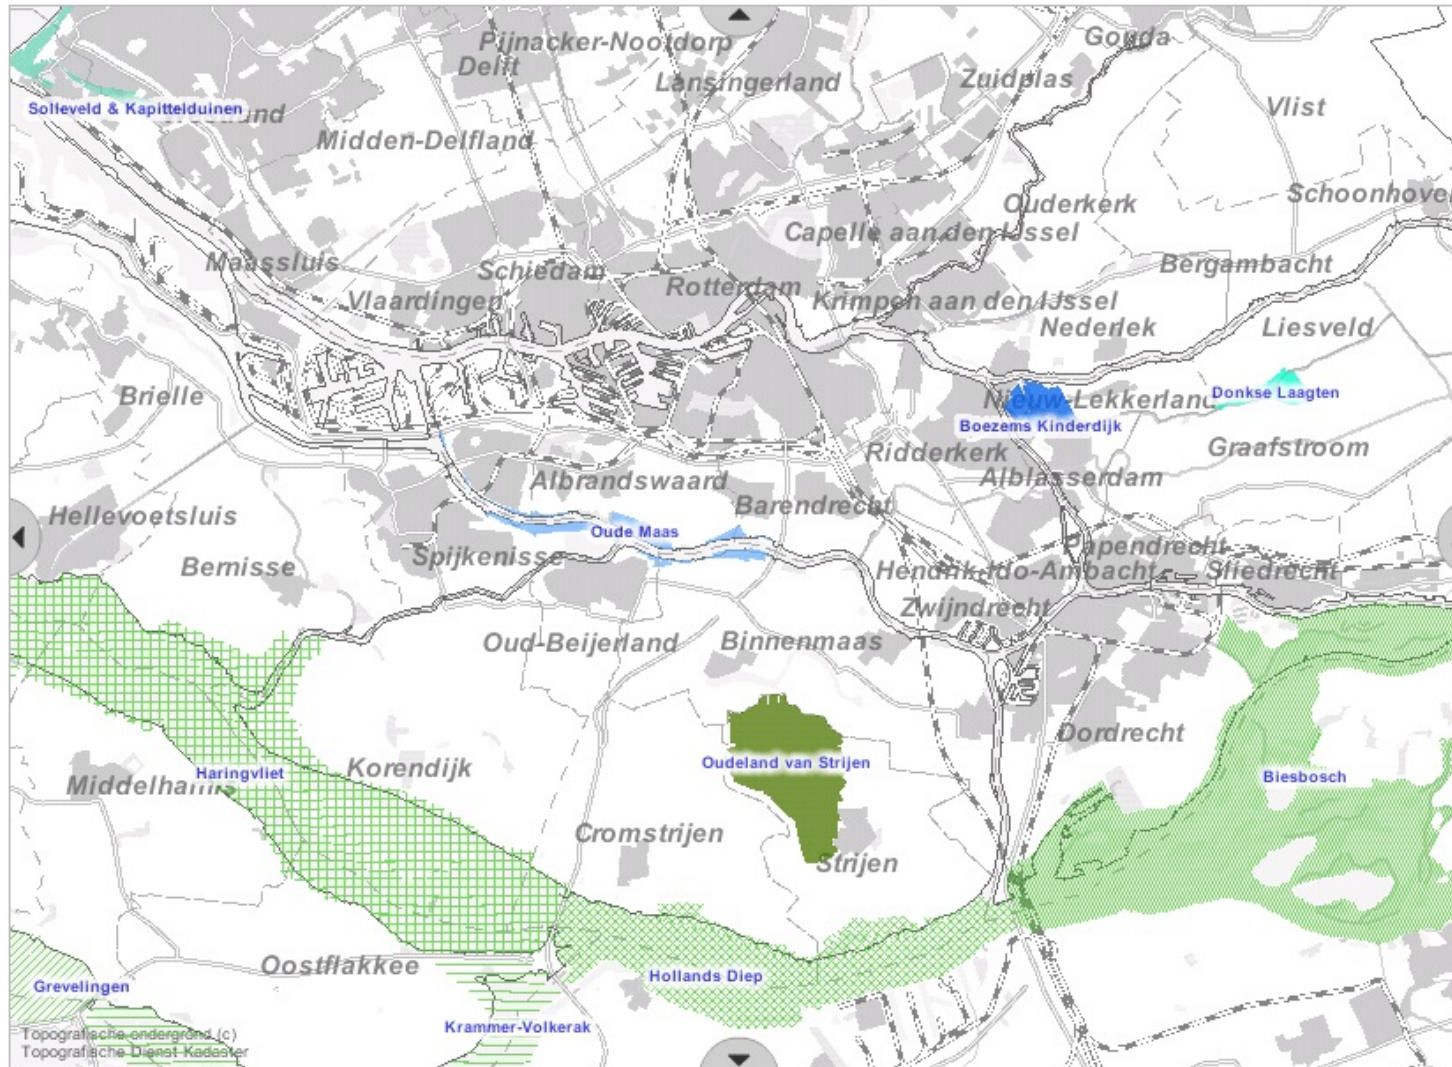 Gouda
Pijnacker-Nootdorp
Delft
Lansingerland
Zuidplas
Vlist
Solleveld & Kapittelduinen
Midden-Delfland
Schoonhove
Ouderkerk
Capelle aan den IJssel
Maassluis
Schiedam
Bergambacht
Rotterdam
Vlaardingen
Krimpen aan den IJssel
Nederlek
Liesveld
Brielle
Nieuw-Lekkerland
Donkse Laagten
Boezems Kinderdijk
Ridderkerk
Graafstroom
Albrandswaard
Alblasserdam
Barendrecht
Hellevoetsluis
Oude Maas
Papendrecht
Spijkenisse
Bernisse
Hendrik-Ido-Ambacht
Sliedrecht
Zwijndrecht
Oud-Beijerland
Binnenmaas
Dordrecht
Oudeland van Strijen
Korendijk
Haringvliet
Biesbosch
Middelharnis
Cromstrijen
Strijen
Oostflakkee
Hollands Diep
Grevelingen
Krammer-Volkerak
Topografische ondergrond (c)
Topografische Dienst Kadaster